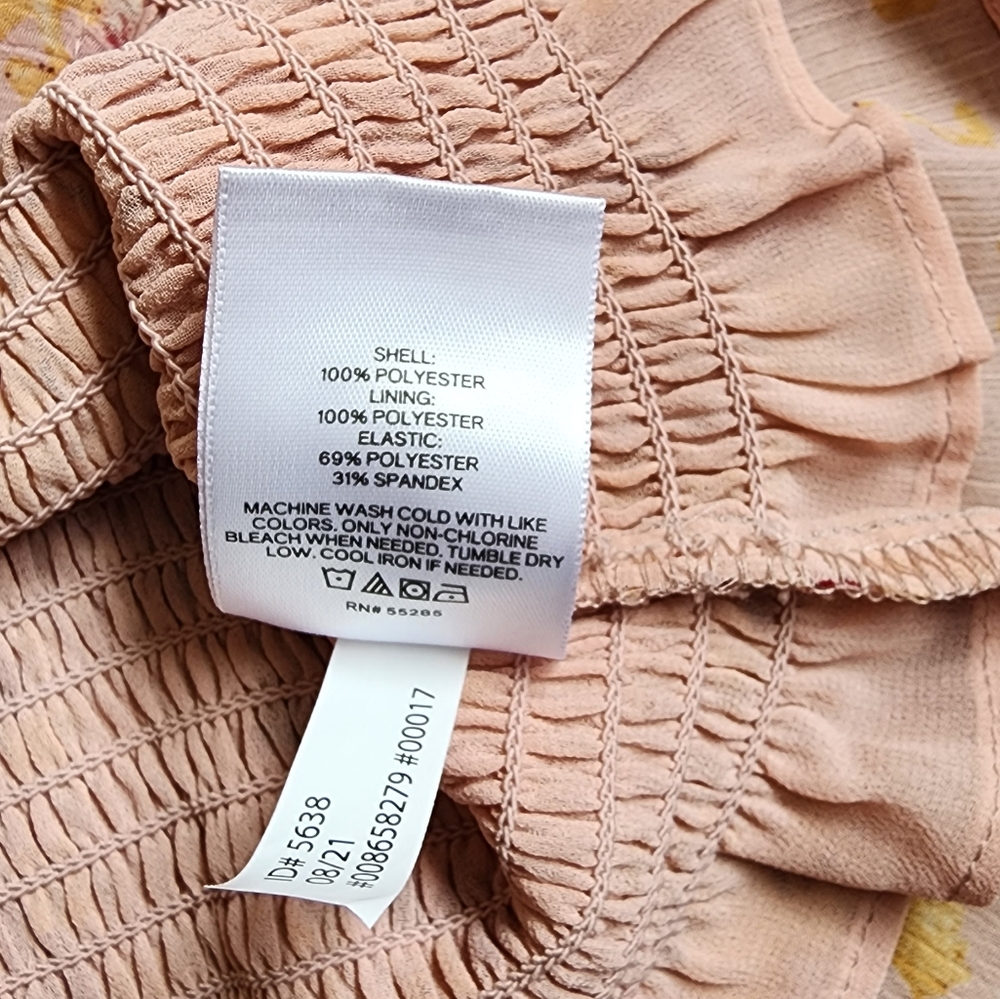 SHELL:
100% POLYESTER
LINING:
100% POLYESTER
ELASTIC:
69% POLYESTER
31% SPANDEX
MACHINE WASH COLD WITH LIKE
COLORS. ONLY NON-CHLORINE
BLEACH WHEN NEEDED. TUMBLE DRY
LOW. COOL IRON IF NEEDED.
RN# 55285
ID# 5638
08/21
#008658279 #00017